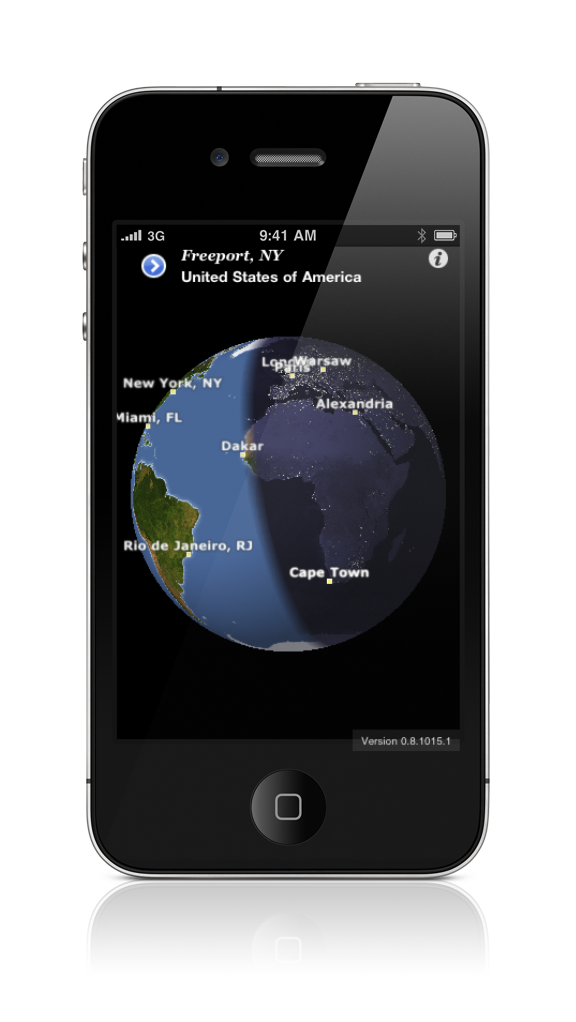 3G 9:41 AM
Freeport, NY
United States of America
London
Warsaw
Paris
New York, NY
Alexandria
Miami, FL
Dakar
Rio de Janeiro, RJ
Cape Town
Version 0.8.1015.1